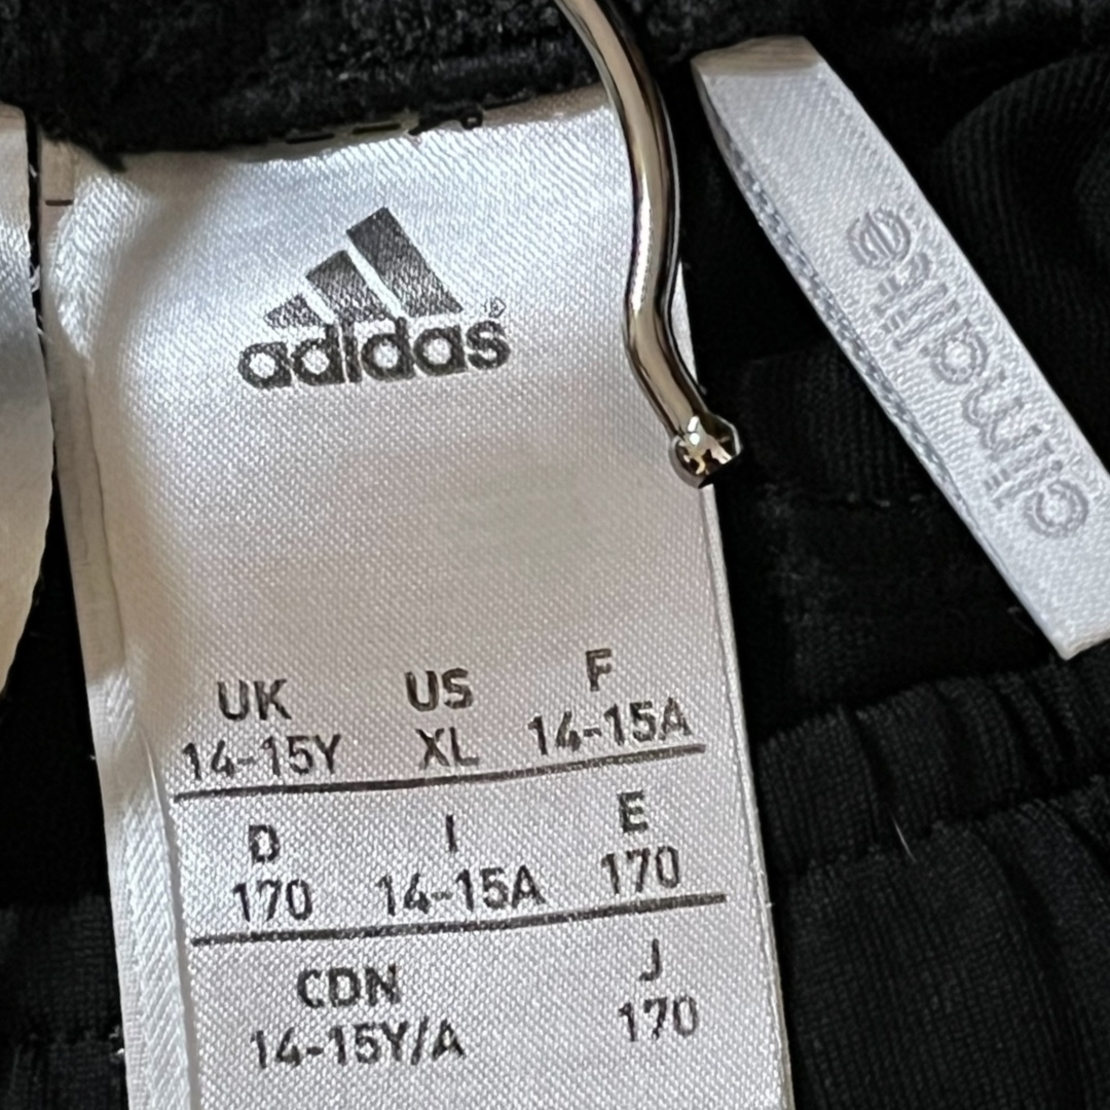 adidas®
UK US F
14-15Y XL 14-15A
D I E
170 14-15A 170
CDN J
14-15Y/A 170
climalite